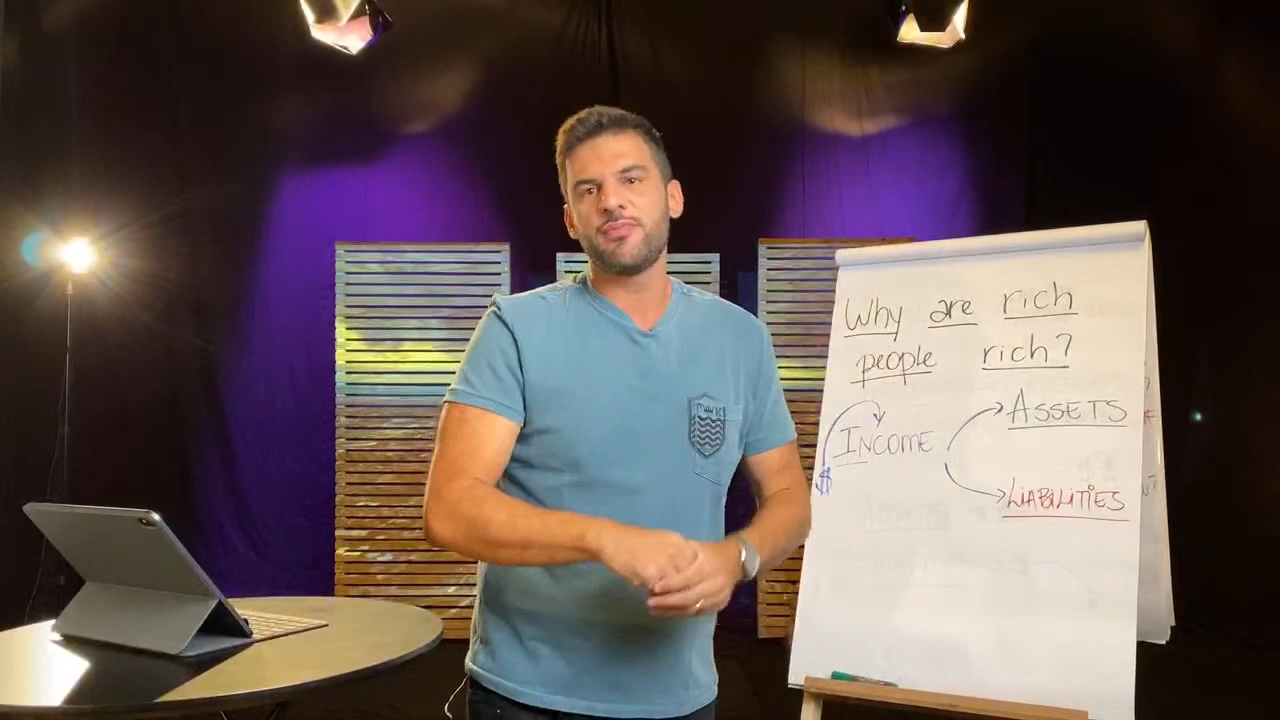 Why are rich
people rich?
ASSETS
INCOME
$
LIABILITIES